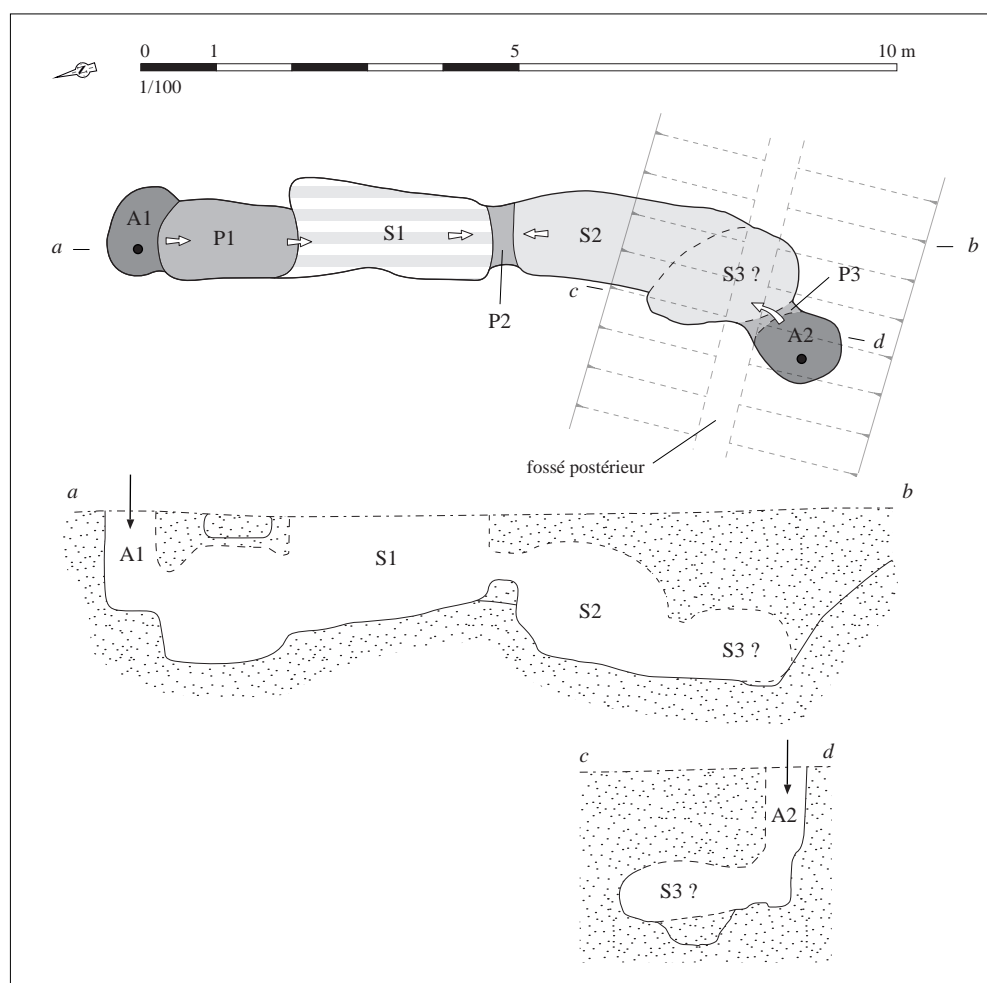 0 1 5 10 m
N
1/100
A1
P1
S1
S2
a
b
S3 ?
P3
c
P2
A2
d
fossé postérieur
a
b
A1
S1
S2
S3 ?
c
d
A2
S3 ?